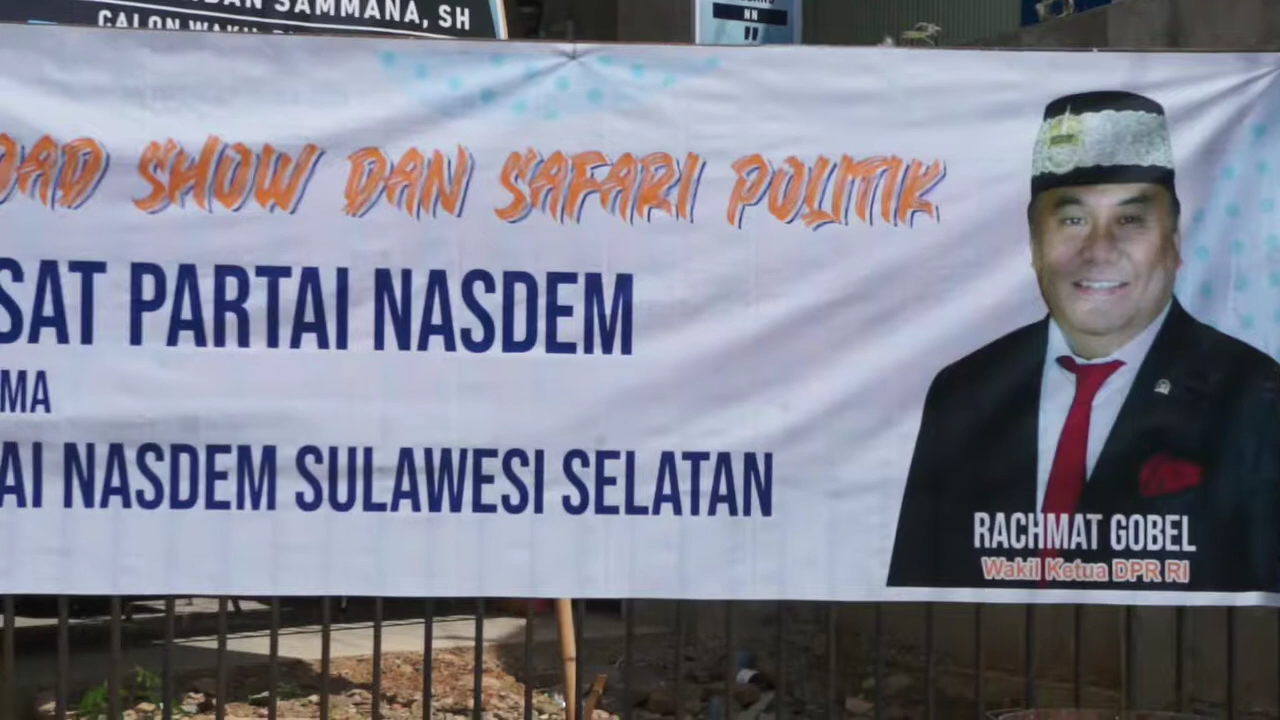 SAMMANA, SH
CALON WAKIL
NN
OAD SHOW DAN SAFARI POLITIK
SAT PARTAI NASDEM
MA
AI NASDEM SULAWESI SELATAN
RACHMAT GOBEL
Wakil Ketua DPR RI